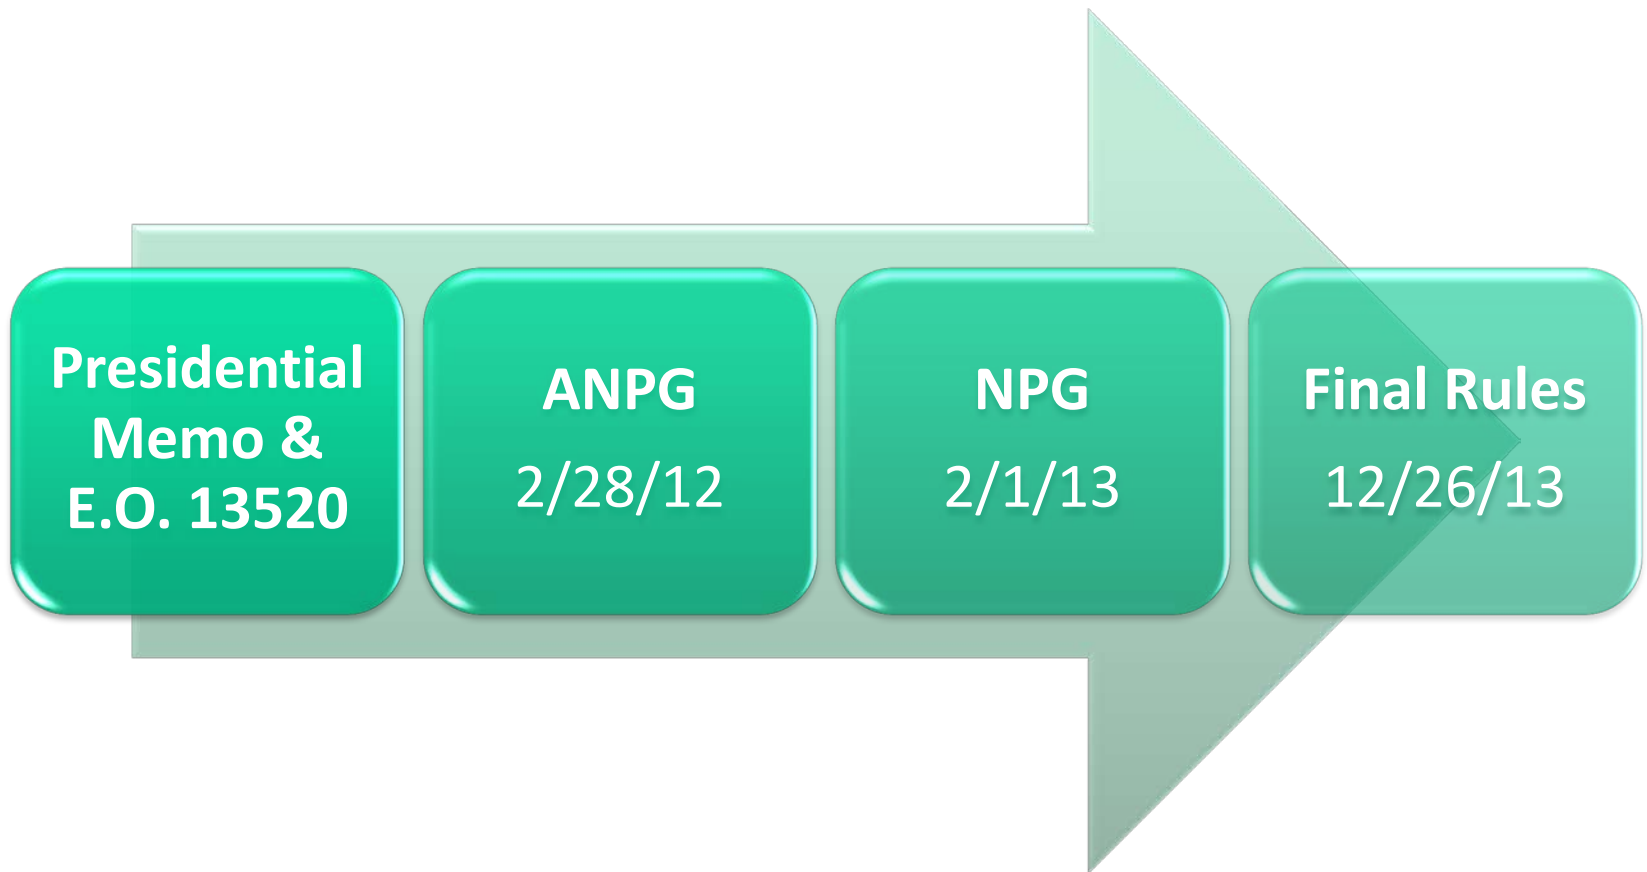 Presidential
Memo &
E.O. 13520
ANPG
2/28/12
NPG
2/1/13
Final Rules
12/26/13